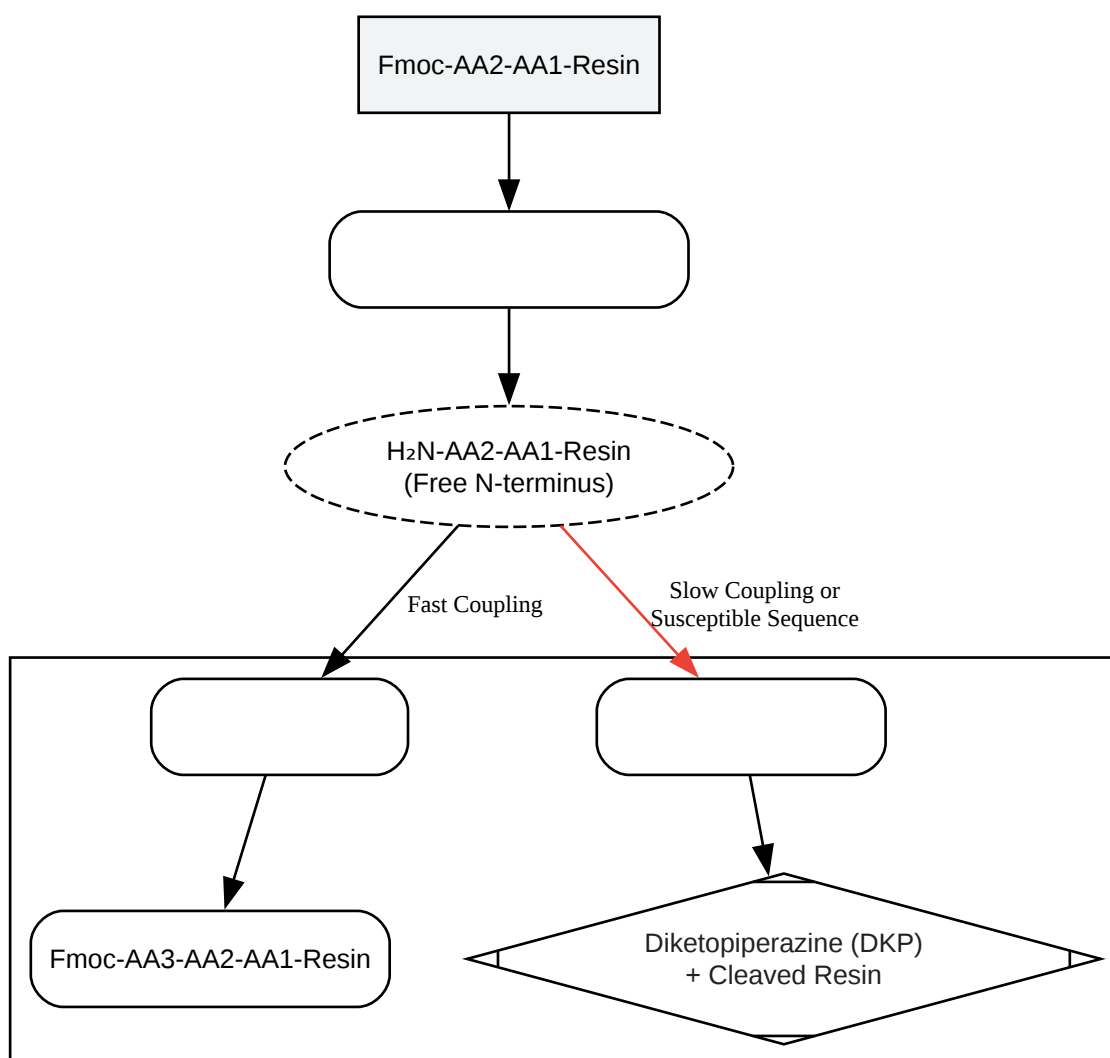 Fmoc-AA2-AA1-Resin
H₂N-AA2-AA1-Resin
(Free N-terminus)
Fast Coupling
Slow Coupling or
Susceptible Sequence
Fmoc-AA3-AA2-AA1-Resin
Diketopiperazine (DKP)
+ Cleaved Resin